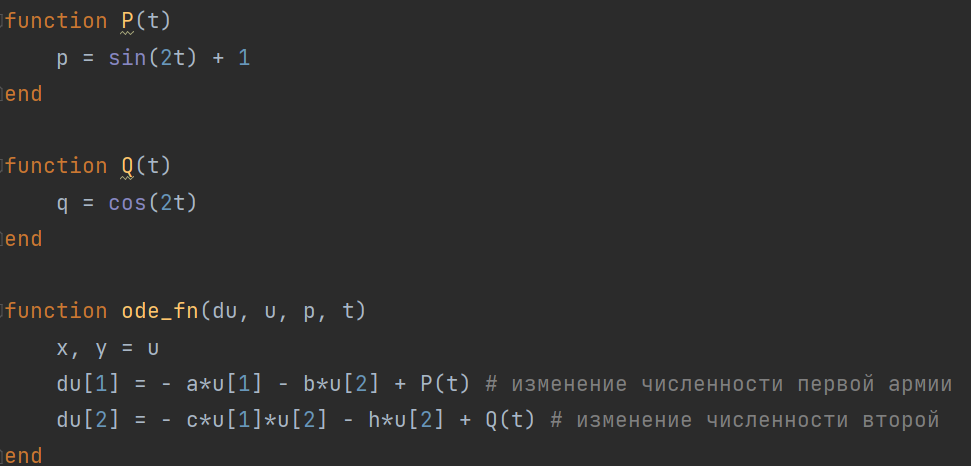 function P(t)
    p = sin(2t) + 1
end
function Q(t)
    q = cos(2t)
end
function ode_fn(du, u, p, t)
    x, y = u
    du[1] = - a*u[1] - b*u[2] + P(t) # изменение численности первой армии
    du[2] = - c*u[1]*u[2] - h*u[2] + Q(t) # изменение численности второй
end